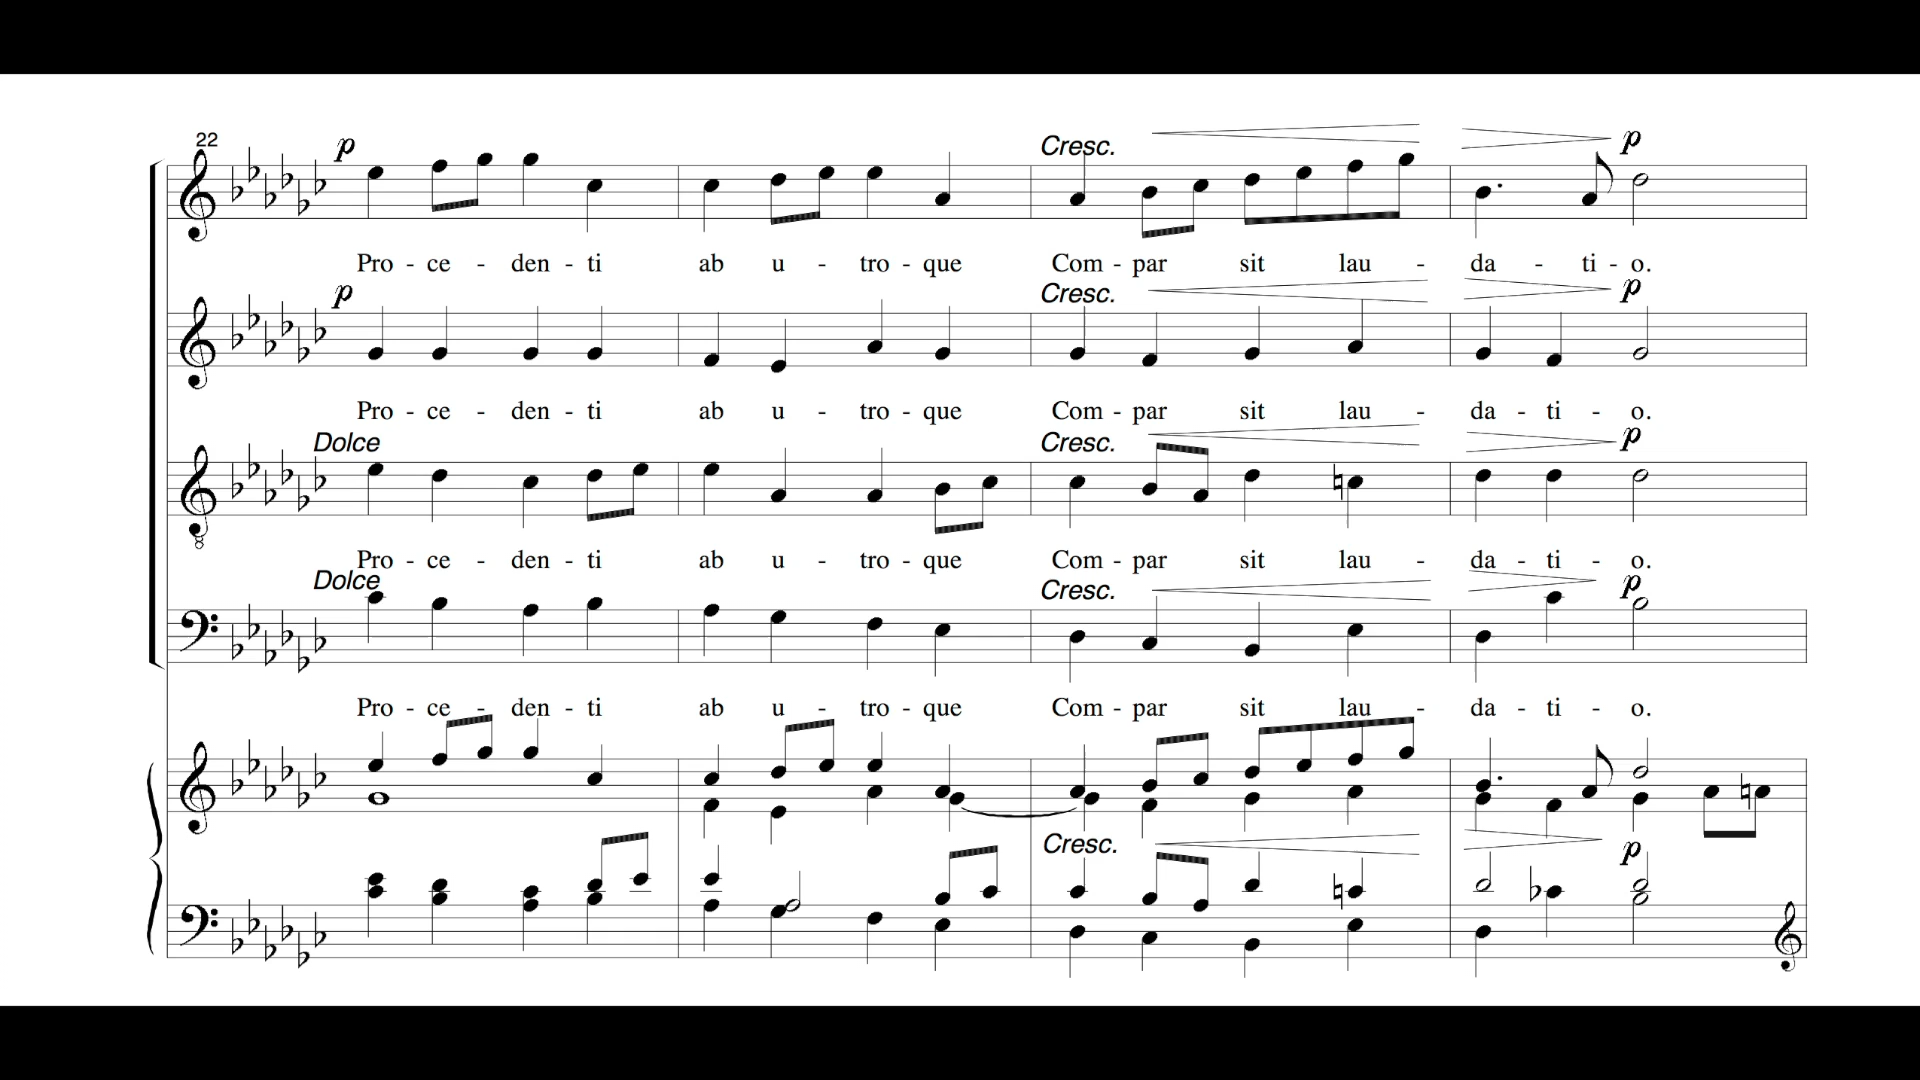 22
p
Cresc.
p
Pro - ce - den - ti ab u - tro - que Com - par sit lau - da - ti - o.
p
Cresc.
p
Pro - ce - den - ti ab u - tro - que Com - par sit lau - da - ti - o.
Dolce
Cresc.
p
8
Pro - ce - den - ti ab u - tro - que Com - par sit lau - da - ti - o.
Dolce
Cresc.
p
Pro - ce - den - ti ab u - tro - que Com - par sit lau - da - ti - o.
Cresc.
p